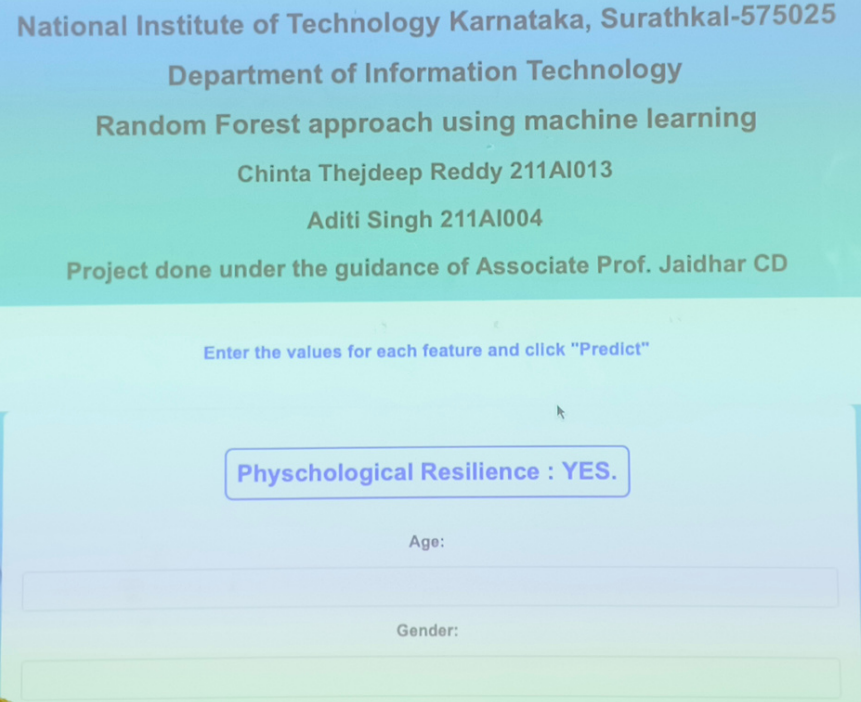 National Institute of Technology Karnataka, Surathkal-575025
Department of Information Technology
Random Forest approach using machine learning
Chinta Thejdeep Reddy 211AI013
Aditi Singh 211AI004
Project done under the guidance of Associate Prof. Jaidhar CD
Enter the values for each feature and click "Predict"
Physchological Resilience : YES.
Age:
Gender: